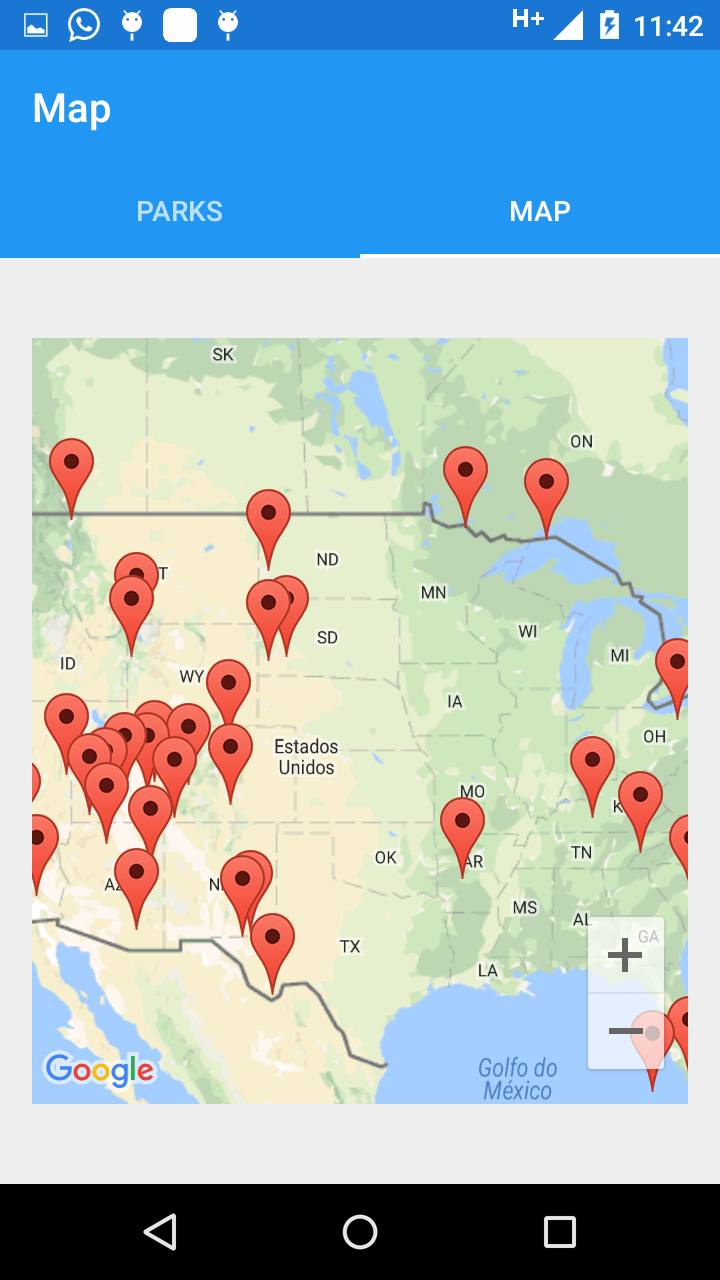 H+ 11:42
Map
PARKS MAP
SK
ON
T
ND
MN
SD
WI
ID
MI
WY
IA
OH
Estados
Unidos
MO
K
TN
OK
AR
AZ
N
MS
AL
GA
TX
LA
Golfo do
México
Google